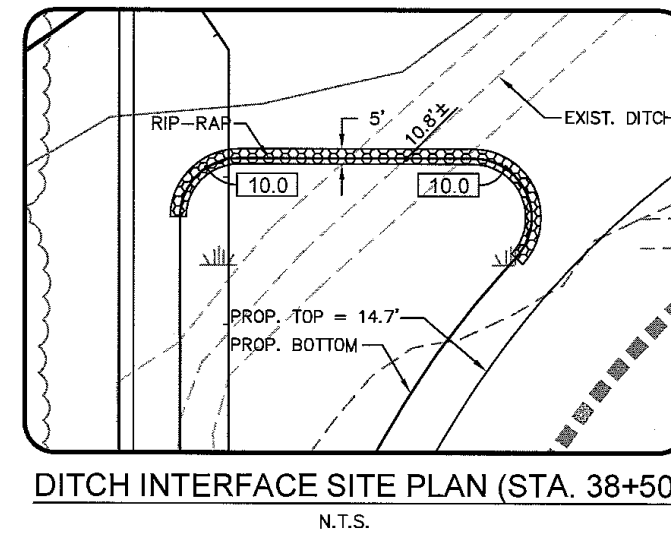 RIP-RAP
5'
10.8'±
EXIST. DITCH
10.0
10.0
PROP. TOP = 14.7'
PROP. BOTTOM
DITCH INTERFACE SITE PLAN (STA. 38+50
N.T.S.